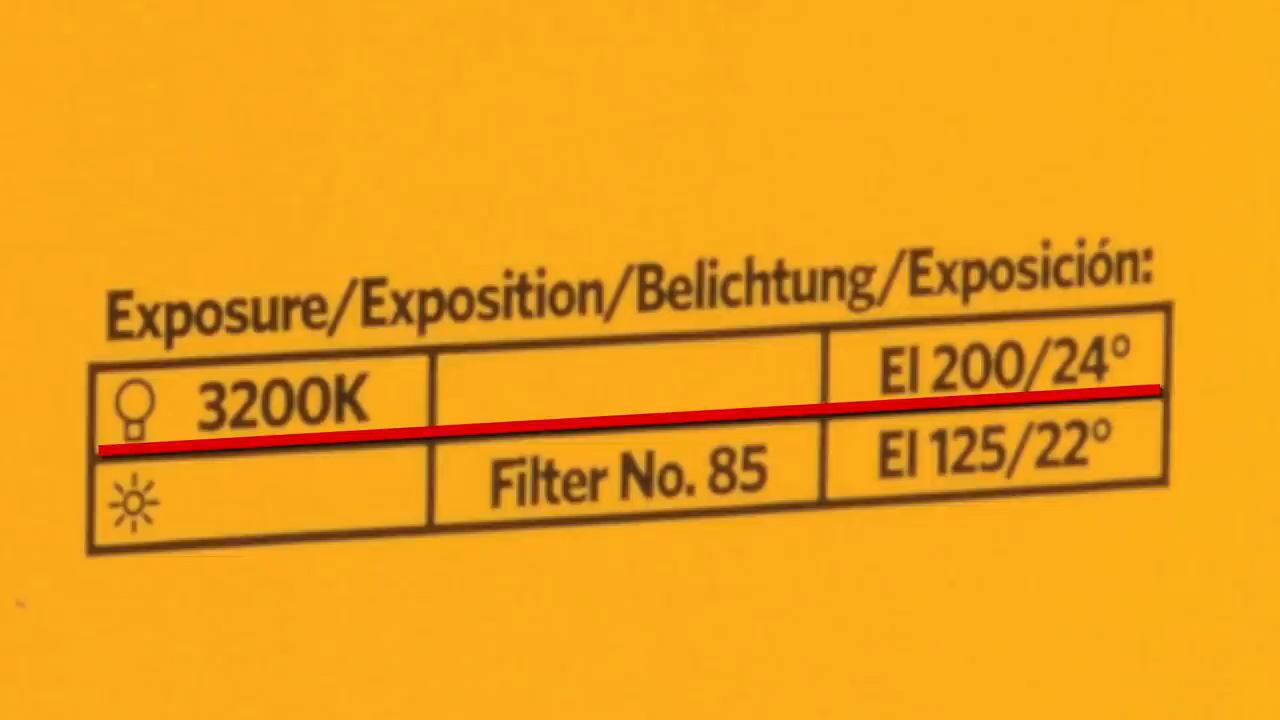 Exposure/Exposition/Belichtung/Exposición:
3200K EI 200/24°
Filter No. 85 EI 125/22°